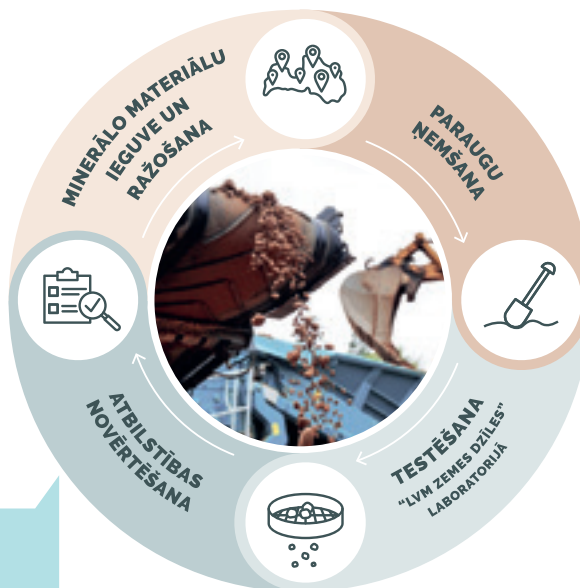 MINERĀLO MATERIĀLU
IEGUVE UN
RAŽOŠANA
PARAUGU
ŅEMŠANA
TESTĒŠANA
"LVM ZEMES DZĪLES"
LABORATORIJĀ
ATBILSTĪBAS
NOVĒRTĒŠANA